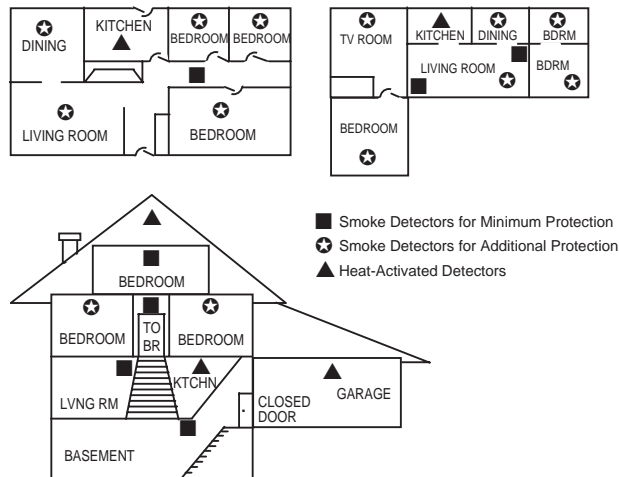 DINING
KITCHEN
BEDROOM
BEDROOM
LIVING ROOM
BEDROOM
TV ROOM
KITCHEN
DINING
BDRM
LIVING ROOM
BDRM
BEDROOM
Smoke Detectors for Minimum Protection
Smoke Detectors for Additional Protection
Heat-Activated Detectors
BEDROOM
BEDROOM
TO
BR
BEDROOM
LVNG RM
KTCHN
CLOSED
DOOR
GARAGE
BASEMENT